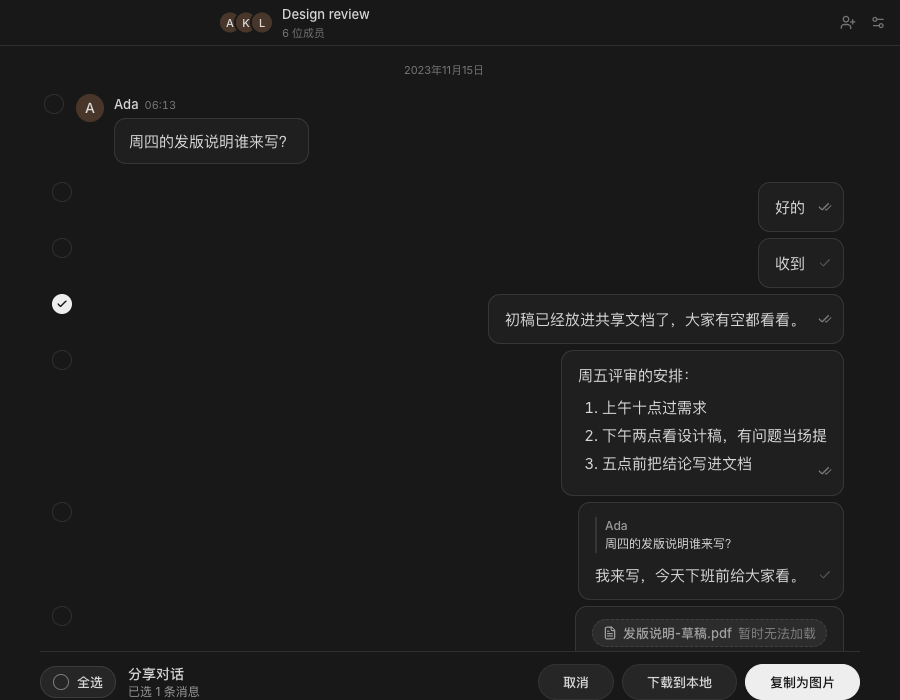 A K L
Design review
6 位成员
2023年11月15日
A
Ada 06:13
周四的发版说明谁来写？
好的
收到
初稿已经放进共享文档了，大家有空都看看。
周五评审的安排：
1. 上午十点过需求
2. 下午两点看设计稿，有问题当场提
3. 五点前把结论写进文档
Ada
周四的发版说明谁来写？
我来写，今天下班前给大家看。
发版说明-草稿.pdf 暂时无法加载
全选
分享对话
已选 1 条消息
取消
下载到本地
复制为图片